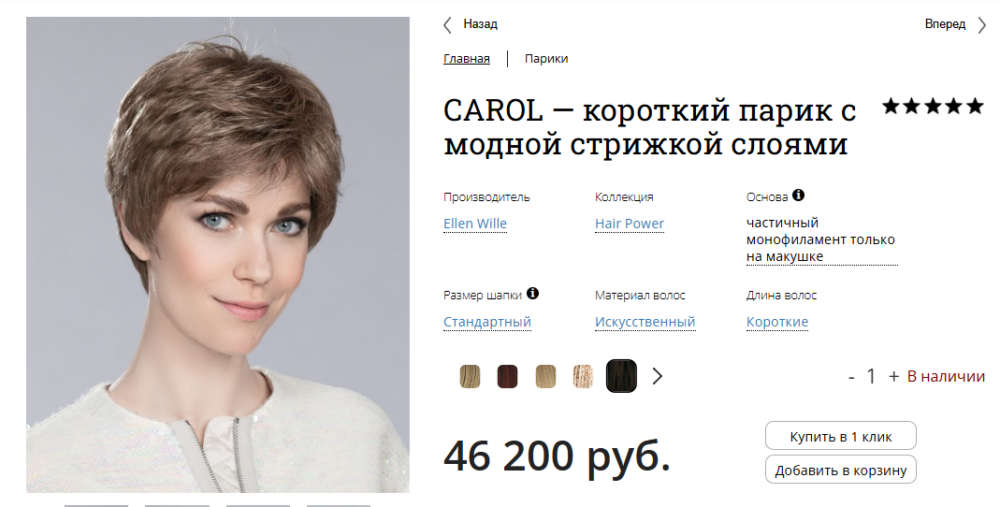 Назад
Вперед
Главная
Парики
CAROL — короткий парик с
модной стрижкой слоями
Производитель
Коллекция
Основа
Ellen Wille
Hair Power
частичный
монофиламент только
на макушке
Размер шапки
Материал волос
Длина волос
Стандартный
Искусственный
Короткие
- 1 + В наличии
46 200 руб.
Купить в 1 клик
Добавить в корзину